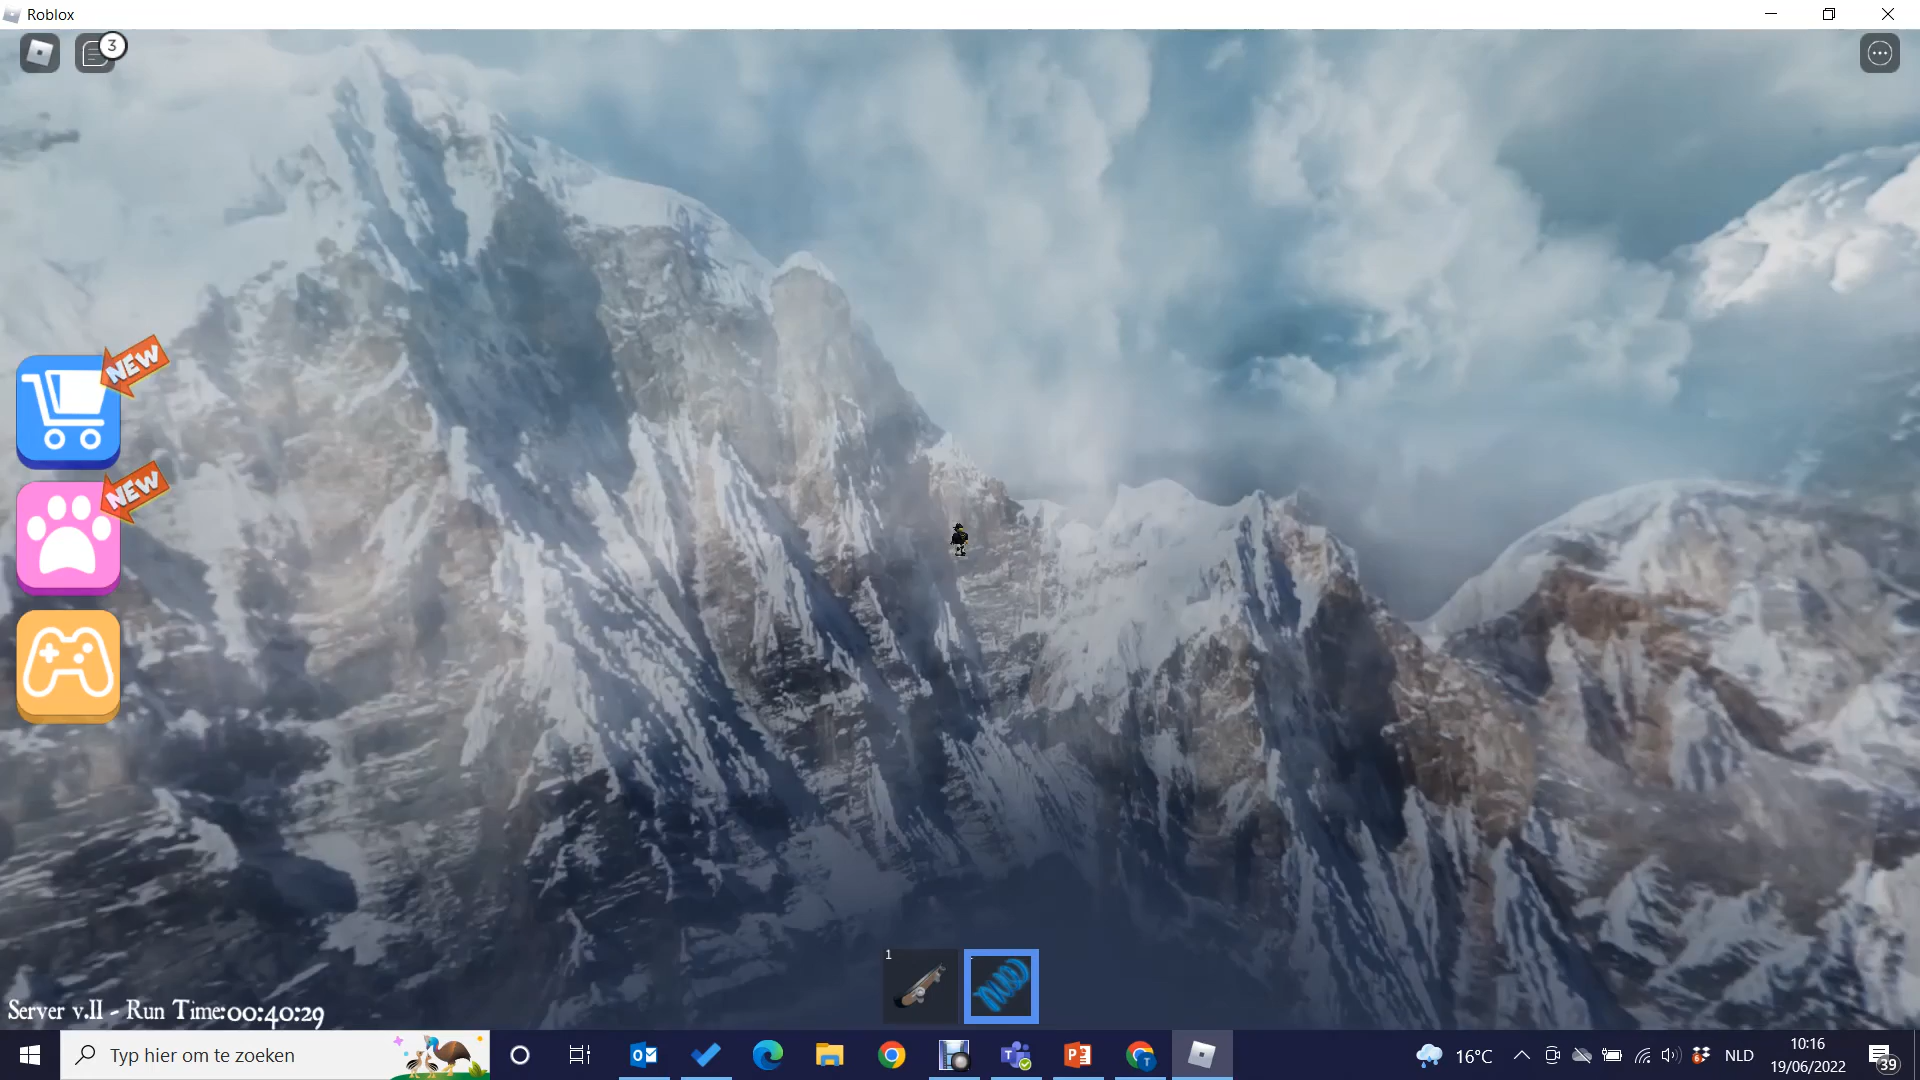 Roblox
3
NEW
NEW
1
Server v.II - Run Time:00:40:29
Typ hier om te zoeken
16°C
NLD
10:16
19/06/2022
39